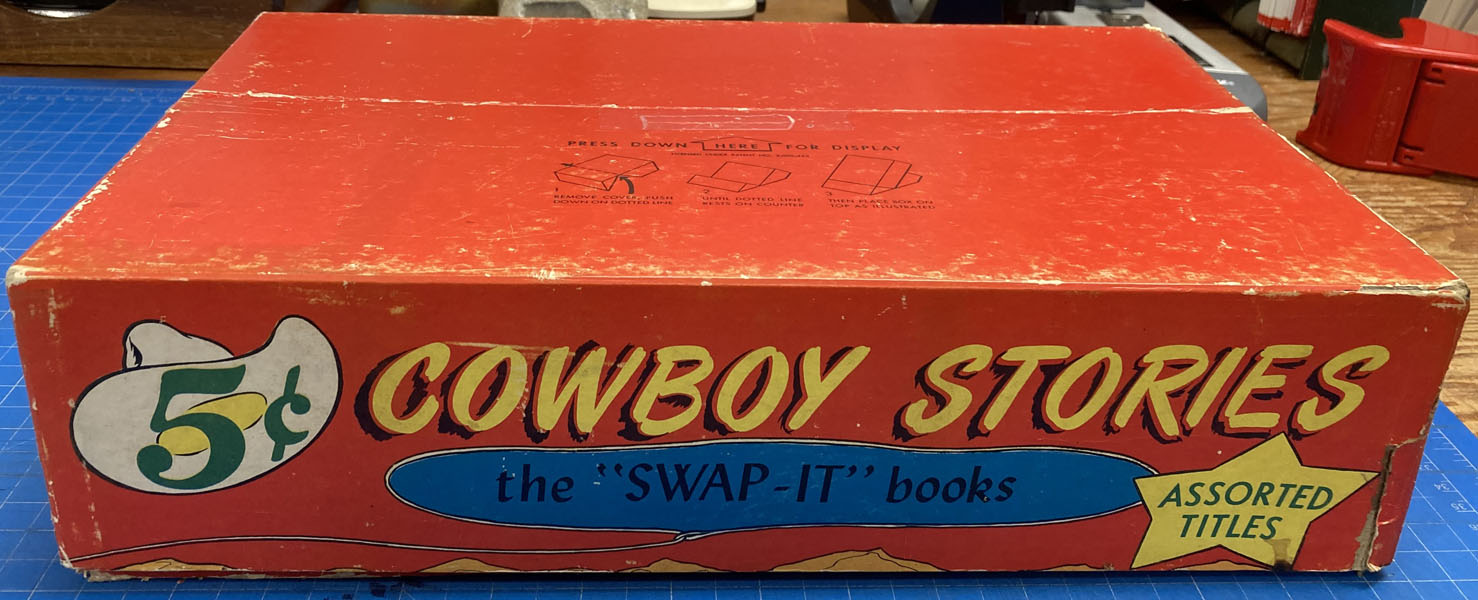 PRESS DOWN HERE FOR DISPLAY
1
REMOVE COVER, PUSH
DOWN ON DOTTED LINE
2
UNTIL DOTTED LINE
RESTS ON COUNTER
3
THEN PLACE BOX ON
TOP AS ILLUSTRATED
5¢
COWBOY STORIES
the "SWAP-IT" books
ASSORTED
TITLES